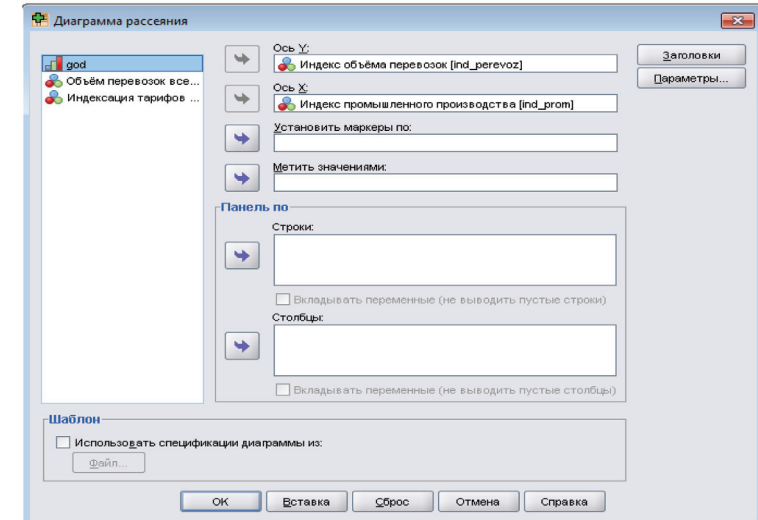 Диаграмма рассеяния
god
Объём перевозок все...
Индексация тарифов ...
Ось Y:
Индекс объёма перевозок [ind_perevoz]
Ось X:
Индекс промышленного производства [ind_prom]
Установить маркеры по:
Метить значениями:
Панель по
Строки:
Вкладывать переменные (не выводить пустые строки)
Столбцы:
Вкладывать переменные (не выводить пустые столбцы)
Заголовки
Параметры...
Шаблон
Использовать спецификации диаграммы из:
Файл...
ОК
Вставка
Сброс
Отмена
Справка